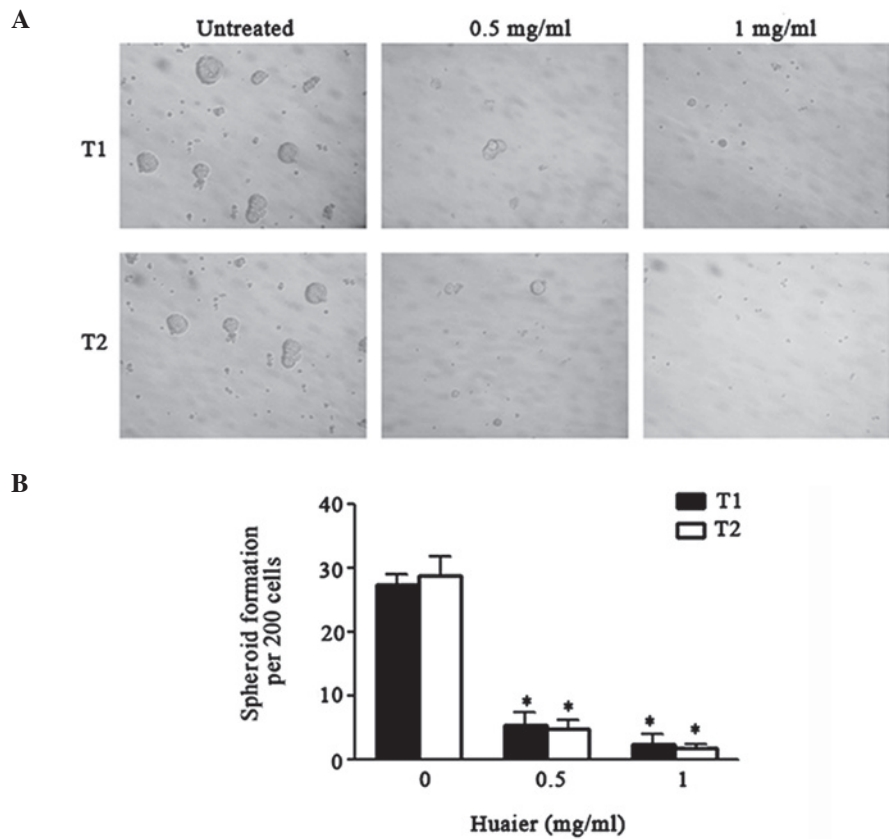 A
Untreated 0.5 mg/ml 1 mg/ml
T1
T2
B
Spheroid formation
per 200 cells
40
30
20
10
0
T1
T2
* * * *
0 0.5 1
Huaier (mg/ml)